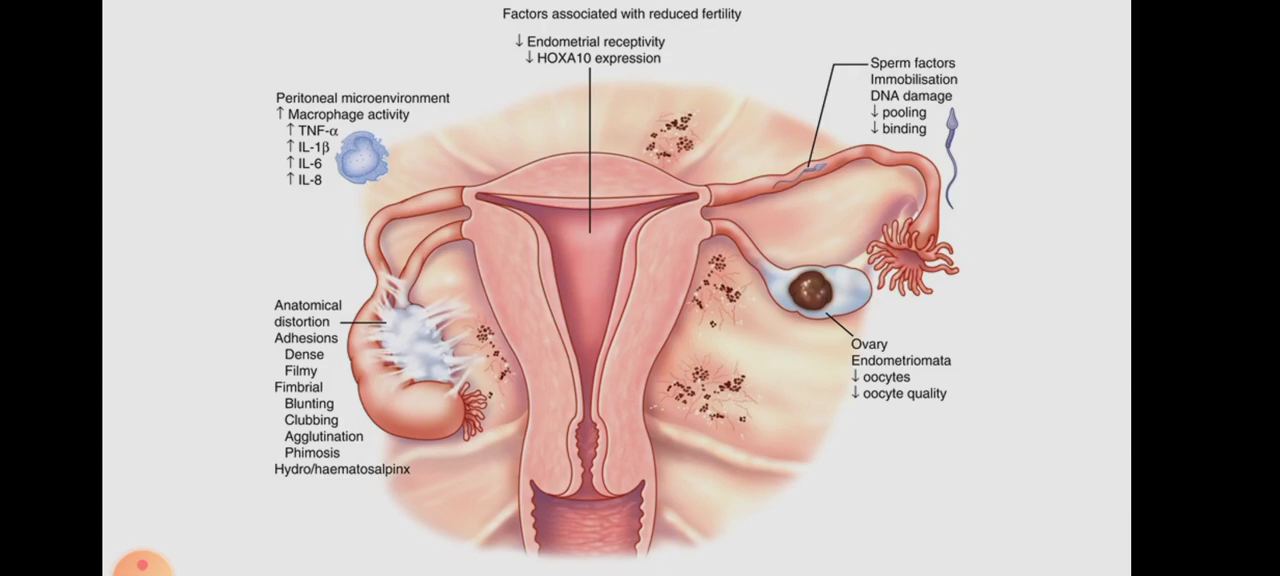 Factors associated with reduced fertility
↓ Endometrial receptivity
↓ HOXA10 expression
Peritoneal microenvironment
↑ Macrophage activity
↑ TNF-α
↑ IL-1β
↑ IL-6
↑ IL-8
Sperm factors
Immobilisation
DNA damage
↓ pooling
↓ binding
Anatomical
distortion
Adhesions
Dense
Filmy
Fimbrial
Blunting
Clubbing
Agglutination
Phimosis
Hydro/haematosalpinx
Ovary
Endometriomata
↓ oocytes
↓ oocyte quality